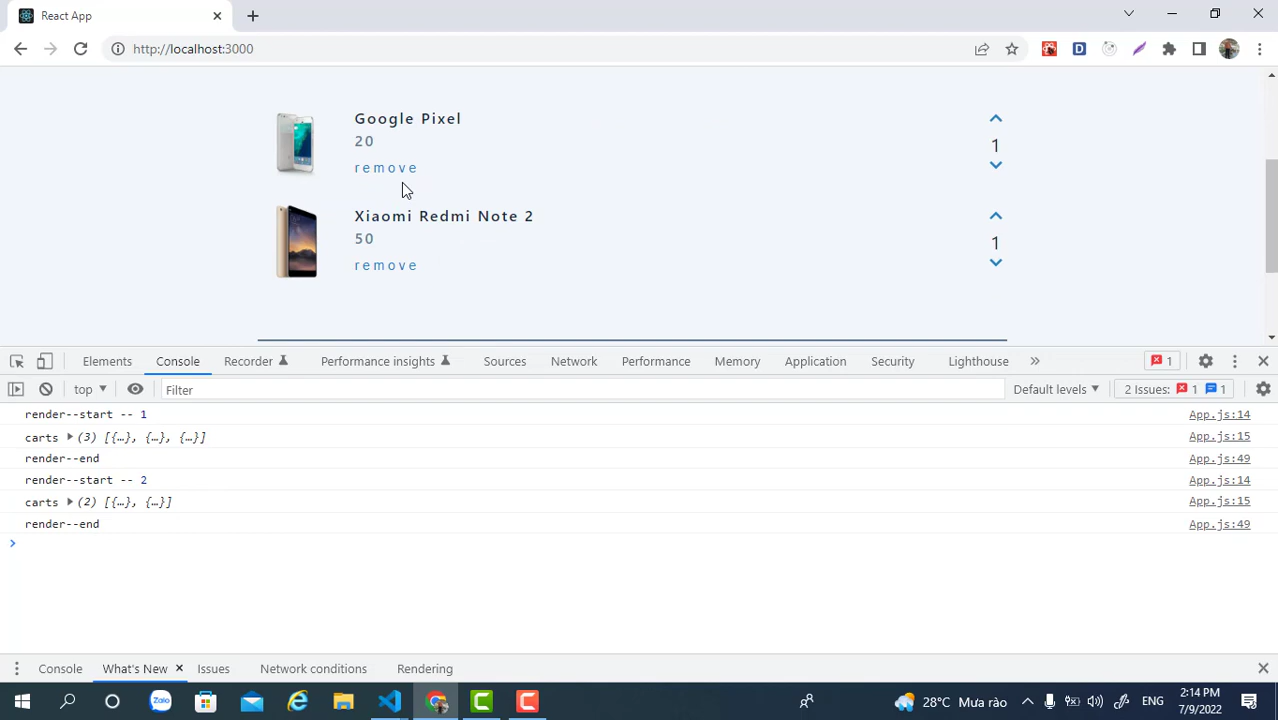 React App
http://localhost:3000
Google Pixel
20
remove
1
Xiaomi Redmi Note 2
50
remove
1
Elements Console Recorder Performance insights Sources Network Performance Memory Application Security Lighthouse » 1
top Filter Default levels 2 Issues: 1 1
render--start -- 1 App.js:14
carts (3) [{…}, {…}, {…}] App.js:15
render--end App.js:49
render--start -- 2 App.js:14
carts (2) [{…}, {…}] App.js:15
render--end App.js:49
Console What's New Issues Network conditions Rendering
Zalo 28°C Mưa rào ENG 2:14 PM
7/9/2022